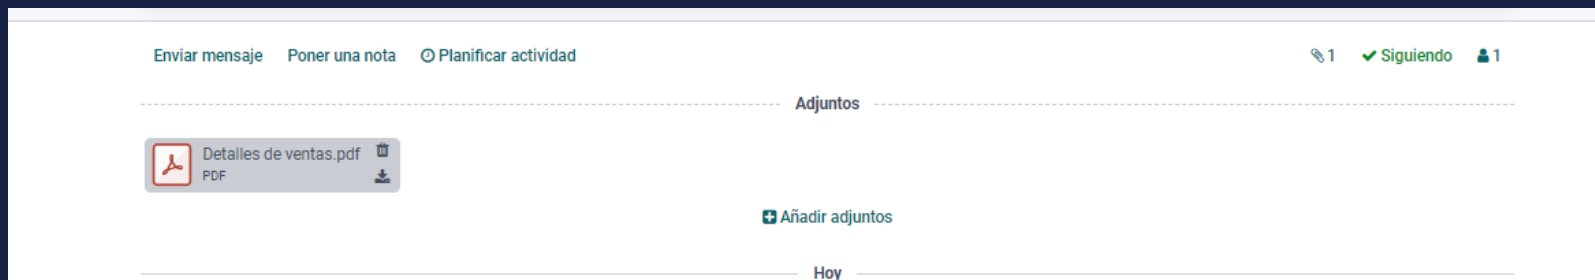 Enviar mensaje Poner una nota Planificar actividad 1 Siguiendo 1
Adjuntos
Detalles de ventas.pdf
PDF
Añadir adjuntos
Hoy